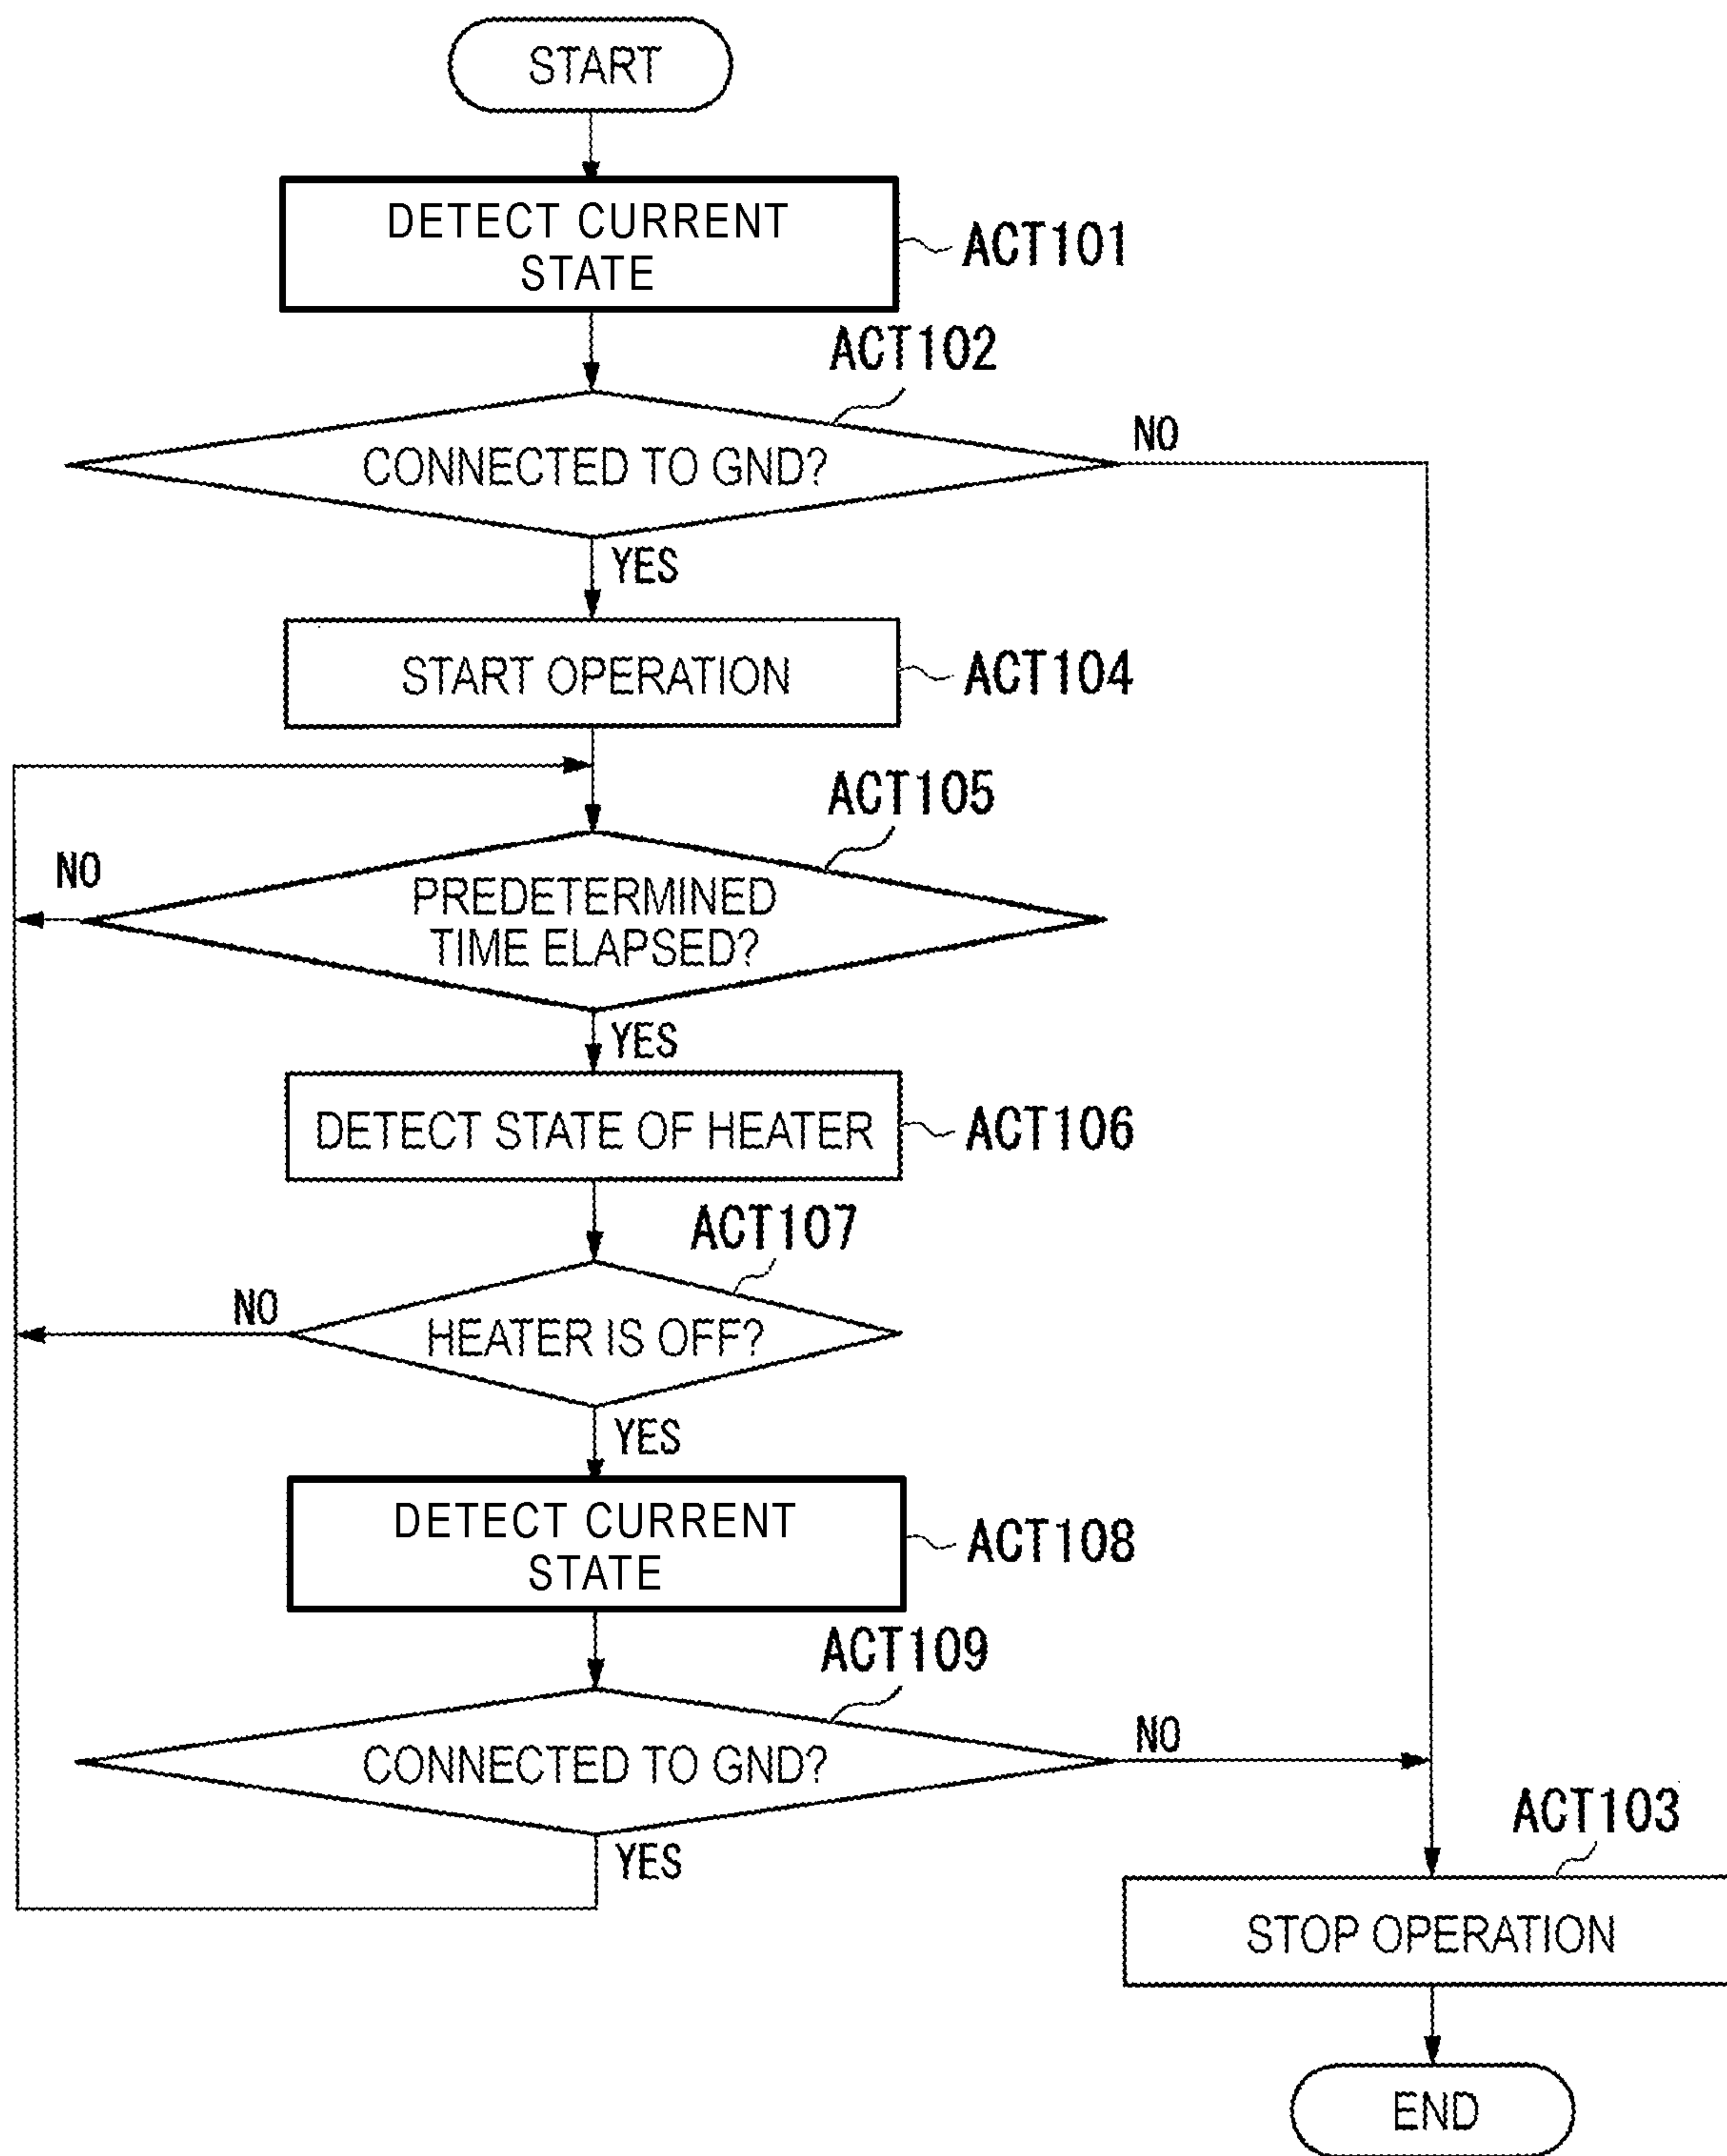 START
DETECT CURRENT
STATE
ACT101
ACT102
CONNECTED TO GND?
NO
YES
START OPERATION
ACT104
ACT105
NO
PREDETERMINED
TIME ELAPSED?
YES
DETECT STATE OF HEATER
ACT106
ACT107
NO
HEATER IS OFF?
YES
DETECT CURRENT
STATE
ACT108
ACT109
CONNECTED TO GND?
NO
YES
ACT103
STOP OPERATION
END